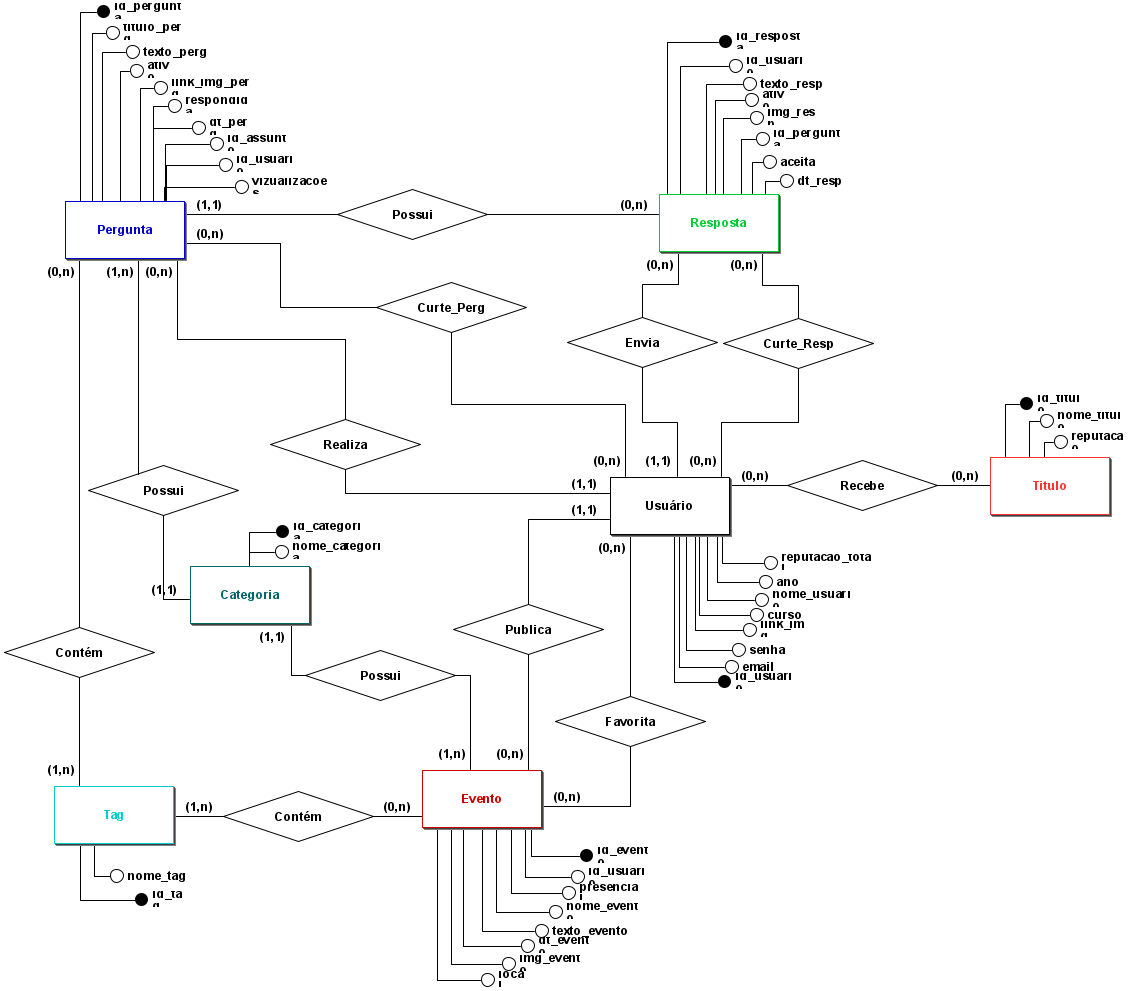 id_pergunta
titulo_perg
texto_perg
ativo
link_img_perg
respondida
dt_perg
id_assunto
id_usuario
vizualizacoes
id_resposta
id_usuario
texto_resp
ativo
img_resp
id_pergunta
aceita
dt_resp
(1,1)
Possui
(0,n)
Resposta
Pergunta
(0,n)
(0,n)
(1,n)
(0,n)
(0,n)
(0,n)
Curte_Perg
Envia
Curte_Resp
id_titulo
nome_titulo
reputacao
Realiza
(0,n)
(1,1)
(0,n)
(0,n)
(0,n)
Recebe
Titulo
(1,1)
Possui
Usuário
(1,1)
(0,n)
id_categoria
nome_categoria
reputacao_total
ano
nome_usuario
curso
link_img
senha
email
id_usuario
(1,1)
Categoria
(1,1)
Publica
Contém
Possui
Favorita
(1,n)
(0,n)
(1,n)
(0,n)
Evento
(1,n)
(0,n)
Tag
Contém
nome_tag
id_tag
id_evento
id_usuario
presencial
nome_evento
texto_evento
dt_evento
img_evento
local